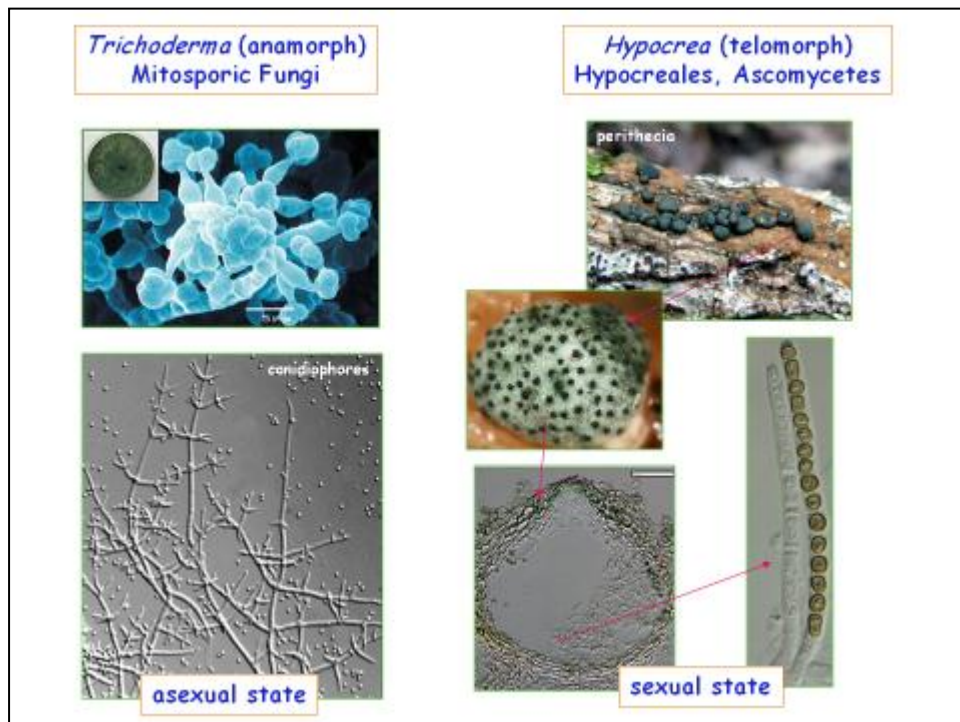 Trichoderma (anamorph)
Mitosporic Fungi
Hypocrea (telomorph)
Hypocreales, Ascomycetes
perithecia
conidiophores
asexual state
sexual state